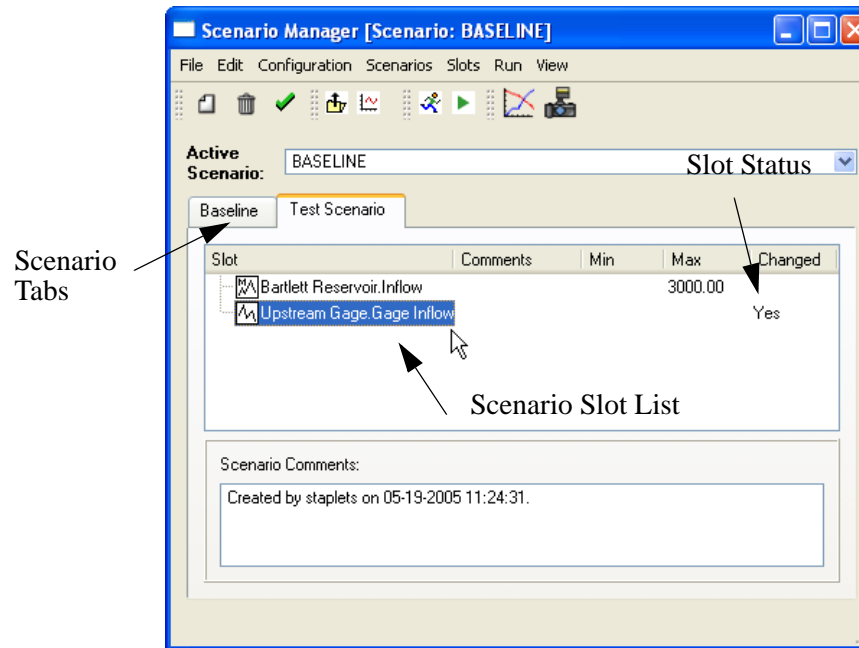 Scenario Manager [Scenario: BASELINE]
File Edit Configuration Scenarios Slots Run View
Active Scenario:
BASELINE
Slot Status
Baseline Test Scenario
Scenario Tabs
Slot Comments Min Max Changed
Bartlett Reservoir.Inflow 3000.00
Upstream Gage.Gage Inflow Yes
Scenario Slot List
Scenario Comments:
Created by staplets on 05-19-2005 11:24:31.